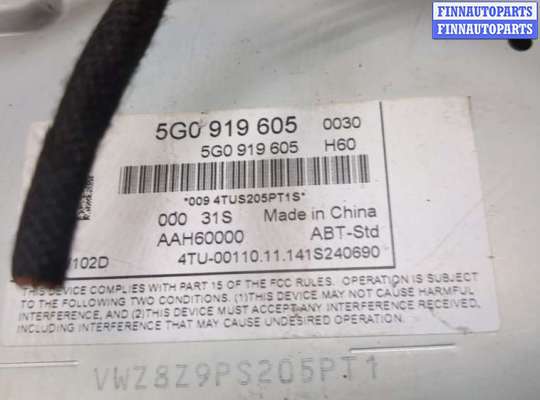 FINNAUTOPARTS
FINNAUTOPARTS
5G0 919 605 0030
5G0 919 605 H60
*009 4TUS205PT1S*
000 31S Made in China
AAH60000 ABT-Std
102D 4TU-00110.11.141S240690
THIS DEVICE COMPLIES WITH PART 15 OF THE FCC RULES. OPERATION IS SUBJECT
TO THE FOLLOWING TWO CONDITIONS. (1)THIS DEVICE MAY NOT CAUSE HARMFUL
INTERFERENCE, AND (2)THIS DEVICE MUST ACCEPT ANY INTERFERENCE RECEIVED,
INCLUDING INTERFERENCE THAT MAY CAUSE UNDESIRED OPERATION.
VWZ8Z9PS205PT1